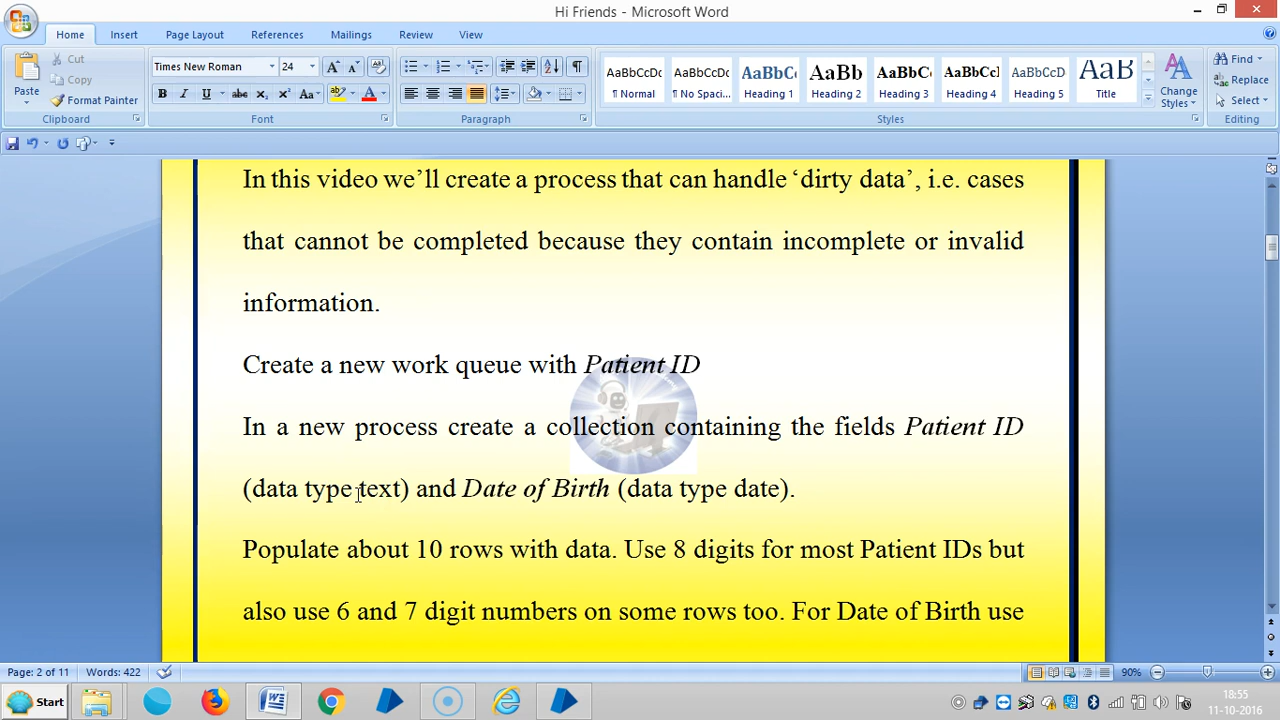 Hi Friends - Microsoft Word
Home Insert Page Layout References Mailings Review View
Paste
Cut
Copy
Format Painter
Clipboard
Times New Roman 24
B I U abc x₂ x² Aa
Font
Paragraph
AaBbCcDc AaBbCcDc AaBbC AaBb AaBbCc AaBbCcI AaBbCcD AaB
¶ Normal ¶ No Spaci... Heading 1 Heading 2 Heading 3 Heading 4 Heading 5 Title
Change Styles
Styles
Find
Replace
Select
Editing
In this video we’ll create a process that can handle ‘dirty data’, i.e. cases
that cannot be completed because they contain incomplete or invalid
information.
Create a new work queue with Patient ID
In a new process create a collection containing the fields Patient ID
(data type text) and Date of Birth (data type date).
Populate about 10 rows with data. Use 8 digits for most Patient IDs but
also use 6 and 7 digit numbers on some rows too. For Date of Birth use
Page: 2 of 11 Words: 422 90%
Start
18:55
11-10-2016